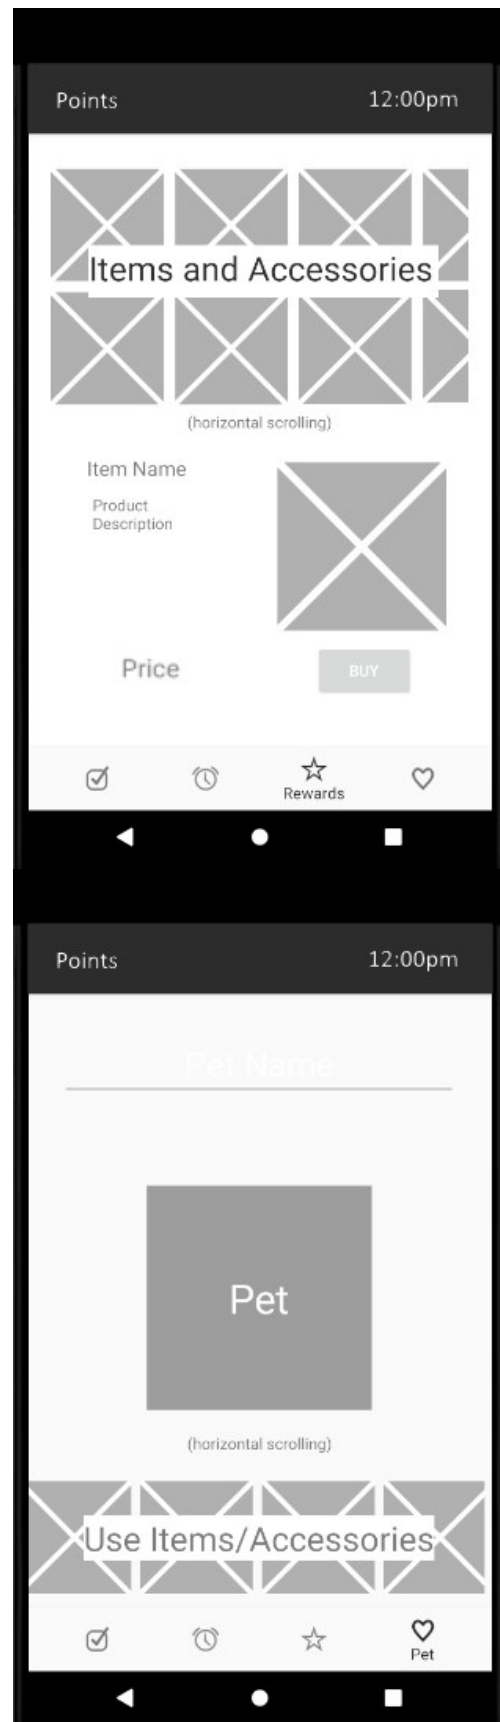 Points 12:00pm
Items and Accessories
(horizontal scrolling)
Item Name
Product
Description
Price BUY
Rewards
Points 12:00pm
Pet Name
Pet
(horizontal scrolling)
Use Items/Accessories
Pet